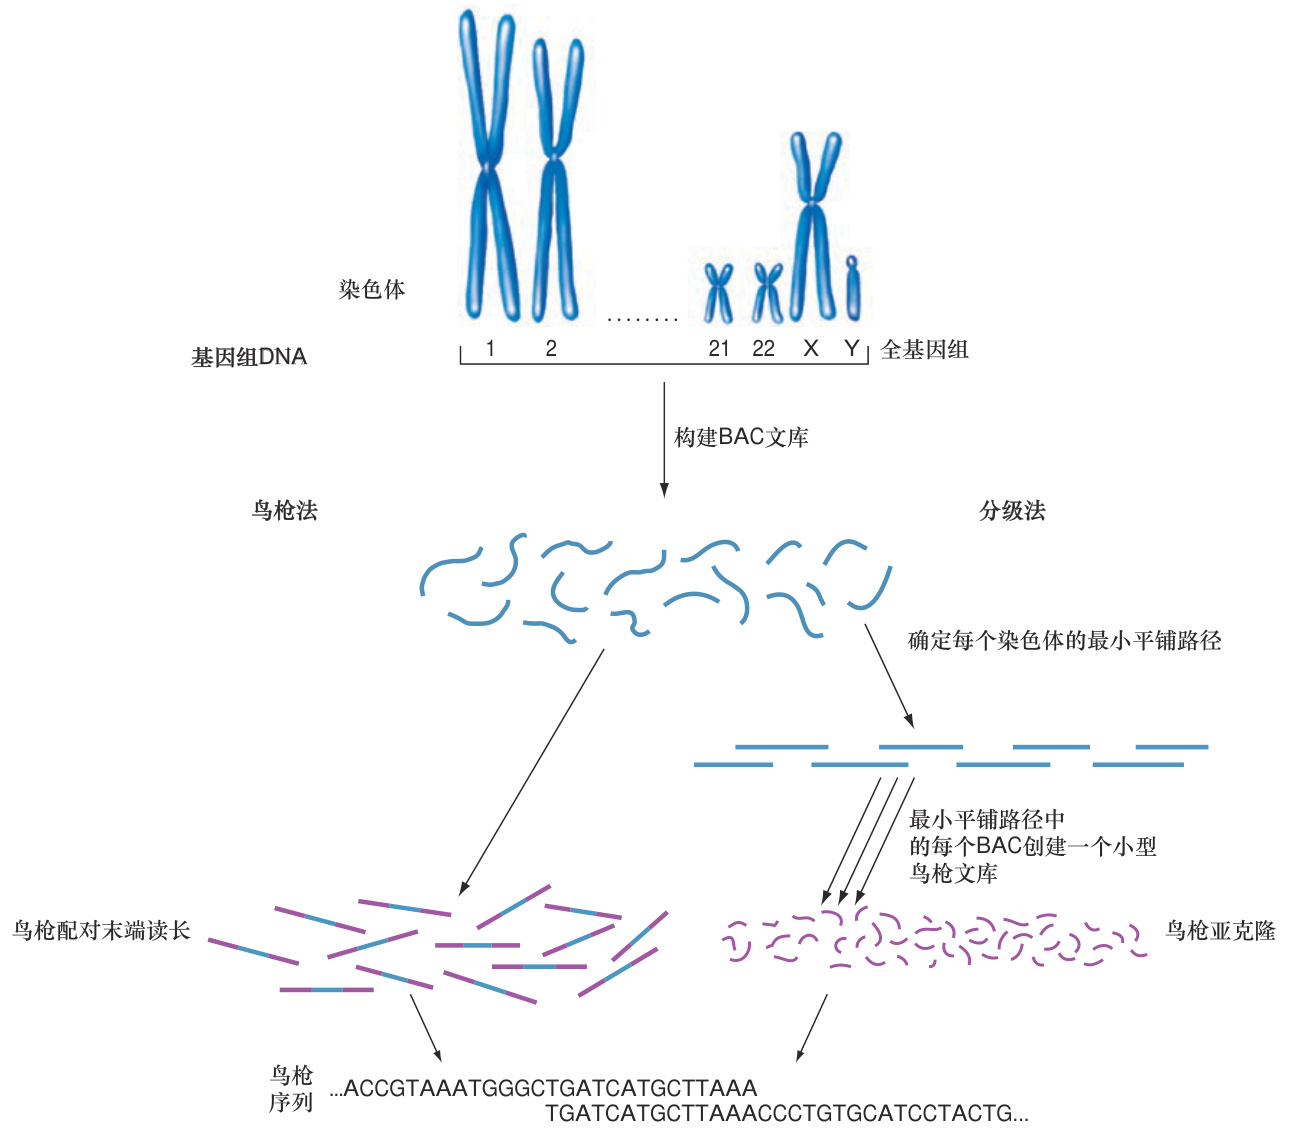 染色体
........
基因组DNA
1 2 21 22 X Y 全基因组
构建BAC文库
鸟枪法
分级法
确定每个染色体的最小平铺路径
最小平铺路径中
的每个BAC创建一个小型
鸟枪文库
鸟枪配对末端读长
鸟枪亚克隆
鸟枪
序列
...ACCGTAAATGGGCTGATCATGCTTAAA
TGATCATGCTTAAACCCTGTGCATCCTACTG...